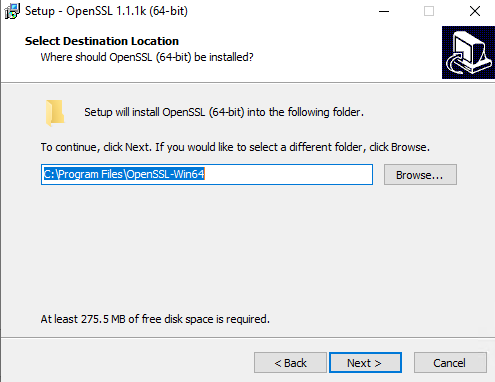 Setup - OpenSSL 1.1.1k (64-bit)
Select Destination Location
Where should OpenSSL (64-bit) be installed?
Setup will install OpenSSL (64-bit) into the following folder.
To continue, click Next. If you would like to select a different folder, click Browse.
C:\Program Files\OpenSSL-Win64
Browse...
At least 275.5 MB of free disk space is required.
< Back
Next >
Cancel